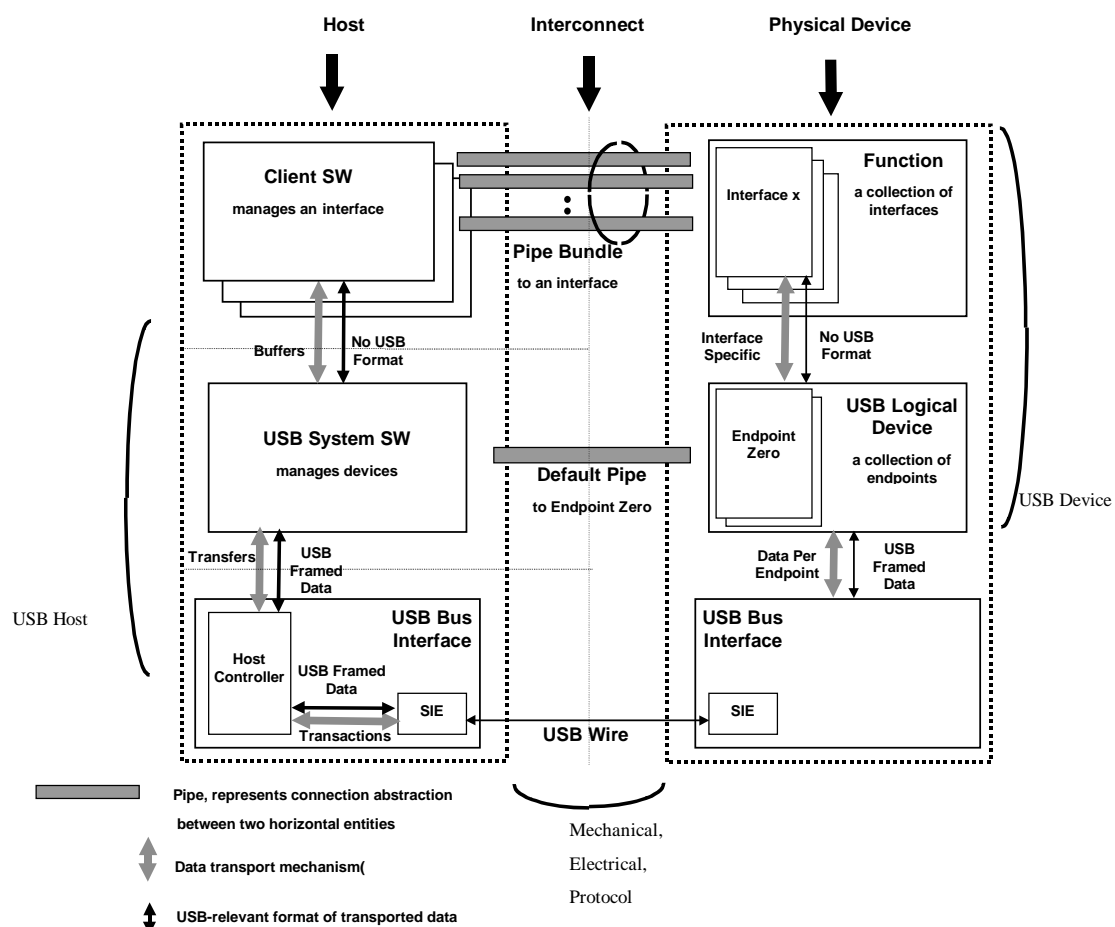 Host
Interconnect
Physical Device
Client SW
manages an interface
Pipe Bundle
to an interface
Interface x
Function
a collection of
interfaces
Buffers
No USB
Format
Interface
Specific
No USB
Format
USB System SW
manages devices
Default Pipe
to Endpoint Zero
Endpoint
Zero
USB Logical
Device
a collection of
endpoints
USB Device
Transfers
USB
Framed
Data
Data Per
Endpoint
USB
Framed
Data
USB Host
USB Bus
Interface
Host
Controller
USB Framed
Data
Transactions
SIE
USB Wire
USB Bus
Interface
SIE
Pipe, represents connection abstraction
between two horizontal entities
Data transport mechanism(
USB-relevant format of transported data
Mechanical,
Electrical,
Protocol